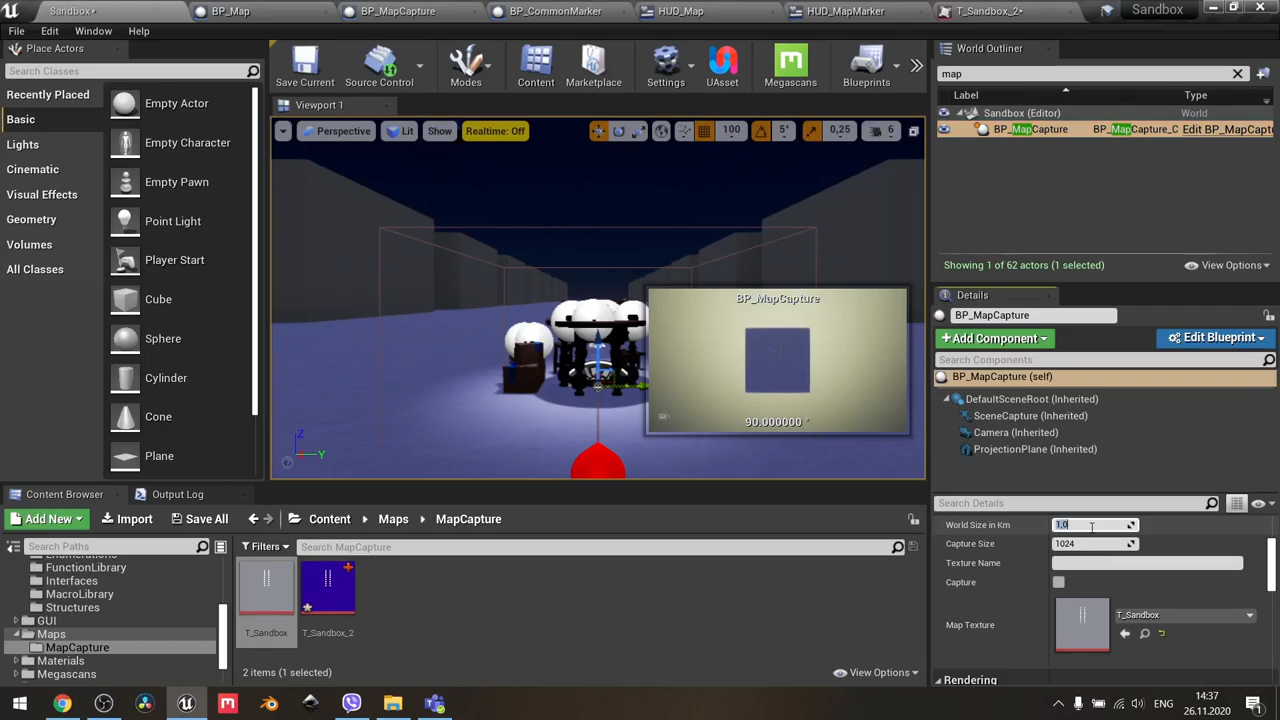 Sandbox•
BP_Map
BP_MapCapture
BP_CommonMarker
HUD_Map
HUD_MapMarker
T_Sandbox_2•
Sandbox
File
Edit
Window
Help
Place Actors
Search Classes
Recently Placed
Basic
Lights
Cinematic
Visual Effects
Geometry
Volumes
All Classes
Empty Actor
Empty Character
Empty Pawn
Point Light
Player Start
Cube
Sphere
Cylinder
Cone
Plane
Save Current
Source Control
Modes
Content
Marketplace
Settings
UAsset
Megascans
Blueprints
Viewport 1
Perspective
Lit
Show
Realtime: Off
100
5°
0,25
6
BP_MapCapture
90.000000 °
Z
Y
World Outliner
map
Label
Type
Sandbox (Editor)
World
BP_MapCapture
BP_MapCapture_C
Edit BP_MapCaptu
Showing 1 of 62 actors (1 selected)
View Options
Details
BP_MapCapture
Add Component
Edit Blueprint
Search Components
BP_MapCapture (self)
DefaultSceneRoot (Inherited)
SceneCapture (Inherited)
Camera (Inherited)
ProjectionPlane (Inherited)
Search Details
World Size in Km
1,0
Capture Size
1024
Texture Name
Capture
Map Texture
T_Sandbox
Rendering
Content Browser
Output Log
Add New
Import
Save All
Content
Maps
MapCapture
Search Paths
Filters
Search MapCapture
FunctionLibrary
Interfaces
MacroLibrary
Structures
GUI
Maps
MapCapture
Materials
Megascans
T_Sandbox
T_Sandbox_2
2 items (1 selected)
View Options
ENG
14:37
26.11.2020